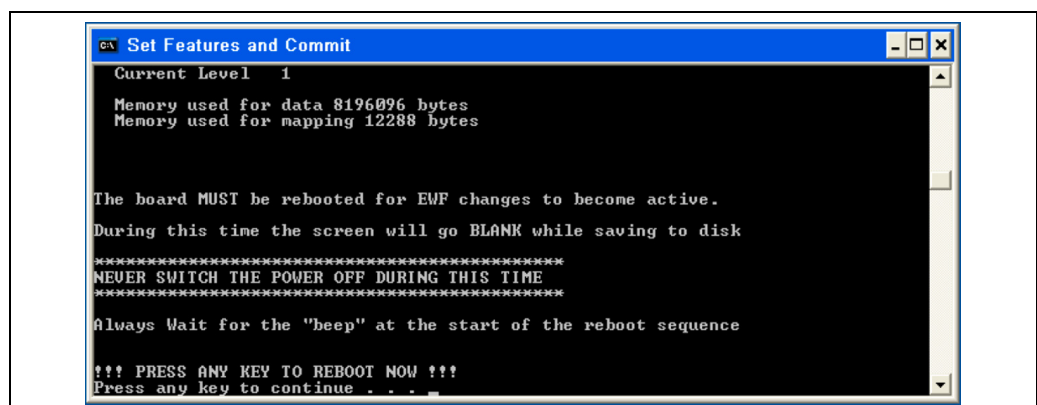 Set Features and Commit
Current Level 1
Memory used for data 8196096 bytes
Memory used for mapping 12288 bytes
The board MUST be rebooted for EWF changes to become active.
During this time the screen will go BLANK while saving to disk
*********************************************
NEVER SWITCH THE POWER OFF DURING THIS TIME
*********************************************
Always Wait for the "beep" at the start of the reboot sequence
!!! PRESS ANY KEY TO REBOOT NOW !!!
Press any key to continue . . . _